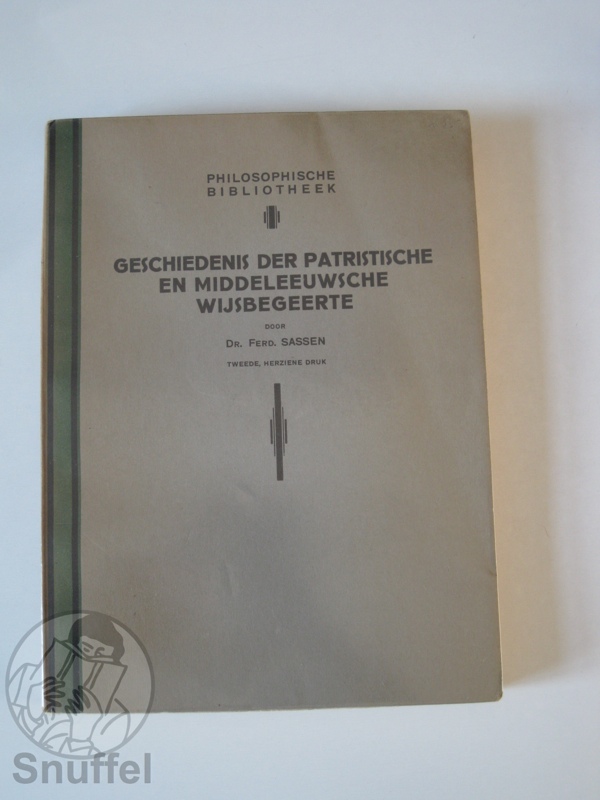 PHILOSOPHISCHE
BIBLIOTHEEK
GESCHIEDENIS DER PATRISTISCHE
EN MIDDELEEUWSCHE
WIJSBEGEERTE
DOOR
DR. FERD. SASSEN
TWEEDE, HERZIENE DRUK
Snuffel